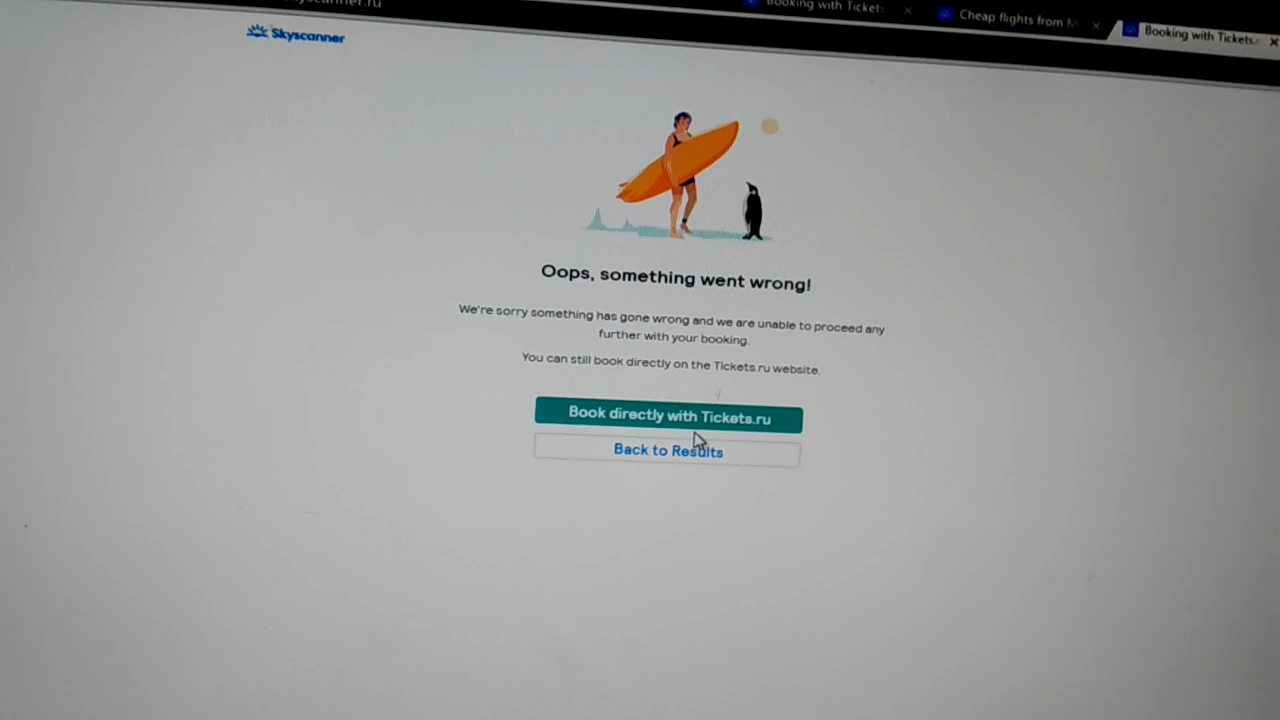 Booking with Tickets
Cheap flights from
Booking with Tickets.
Skyscanner
Oops, something went wrong!
We're sorry something has gone wrong and we are unable to proceed any
further with your booking.
You can still book directly on the Tickets.ru website.
Book directly with Tickets.ru
Back to Results